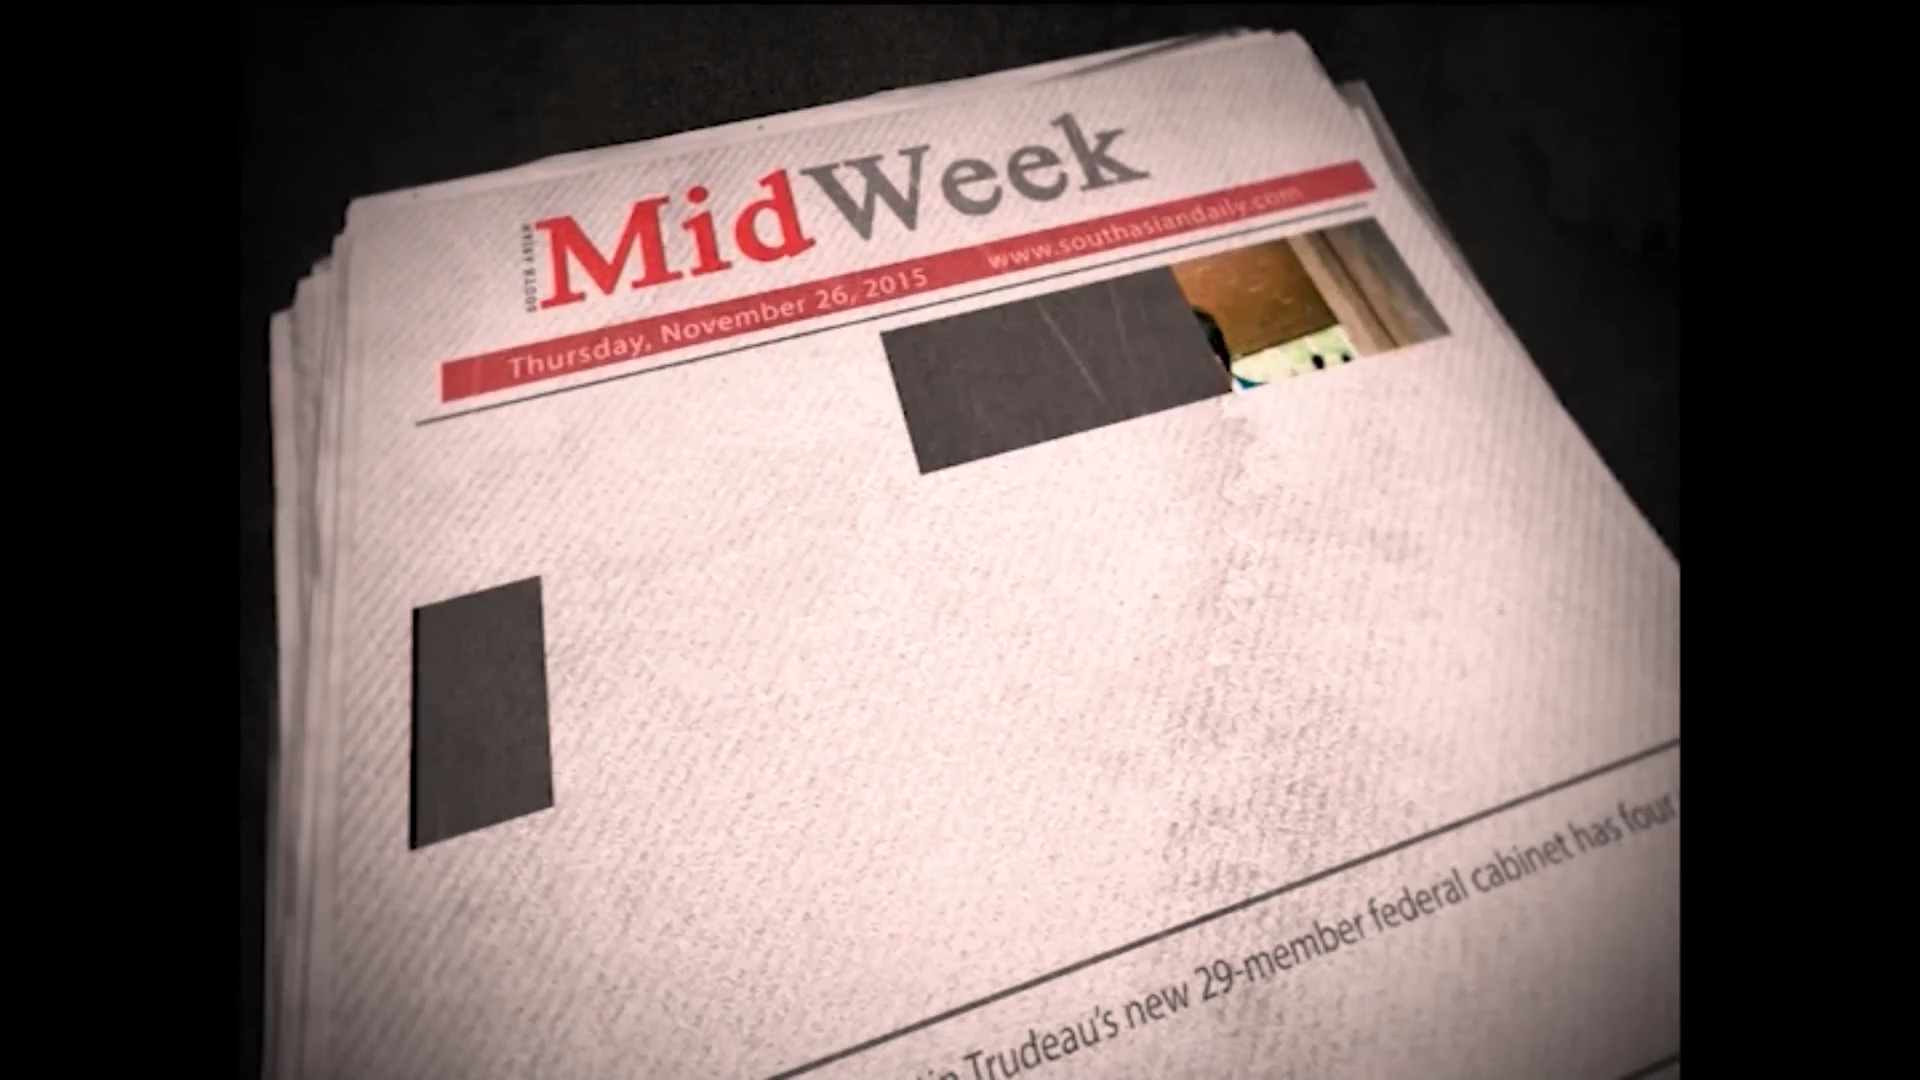 SOUTH ASIAN
MidWeek
Thursday, November 26, 2015 www.southasiandaily.com
Trudeau's new 29-member federal cabinet has four